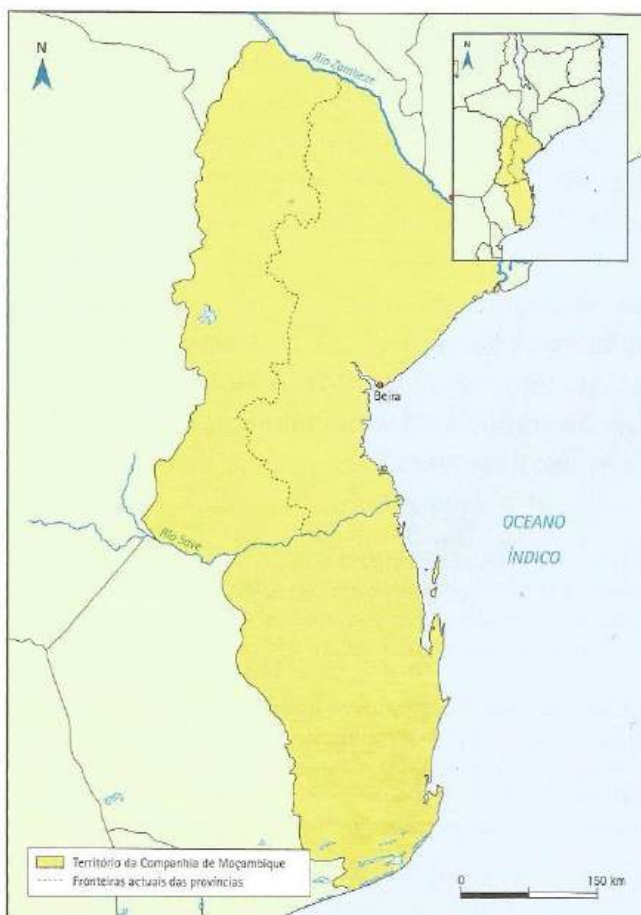 N
N
Rio Zambeze
Beira
Rio Save
OCEANO
ÍNDICO
Território da Companhia de Moçambique
Fronteiras actuais das províncias
0
150 km